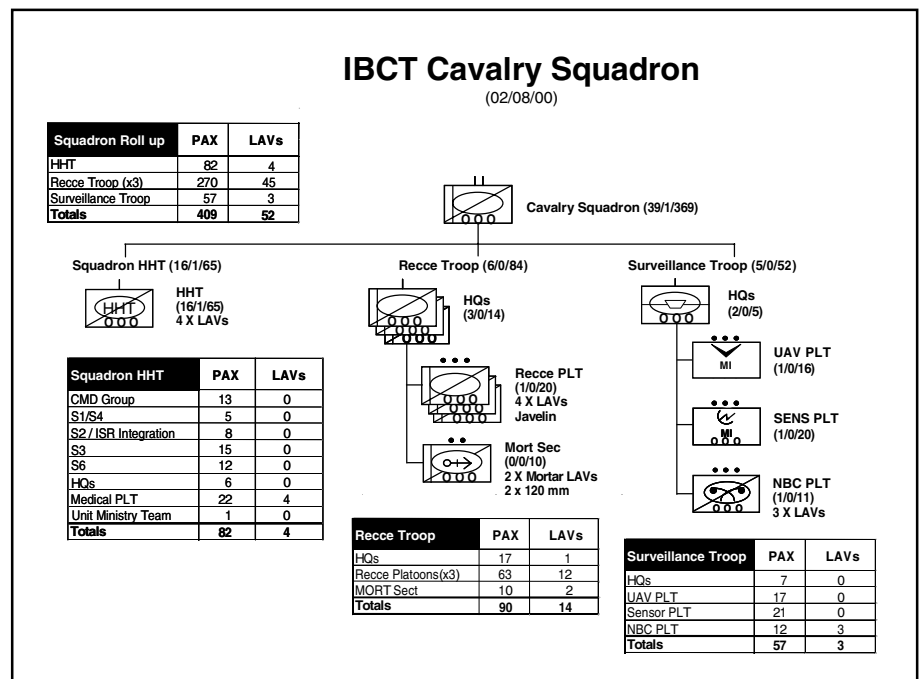 IBCT Cavalry Squadron
(02/08/00)
Squadron Roll up PAX LAVs
HHT 82 4
Recce Troop (x3) 270 45
Surveillance Troop 57 3
Totals 409 52
Cavalry Squadron (39/1/369)
Squadron HHT (16/1/65)
HHT
HHT
(16/1/65)
4 X LAVs
Squadron HHT PAX LAVs
CMD Group 13 0
S1/S4 5 0
S2 / ISR Integration 8 0
S3 15 0
S6 12 0
HQs 6 0
Medical PLT 22 4
Unit Ministry Team 1 0
Totals 82 4
Recce Troop (6/0/84)
HQs
(3/0/14)
Recce PLT
(1/0/20)
4 X LAVs
Javelin
Mort Sec
(0/0/10)
2 X Mortar LAVs
2 x 120 mm
Recce Troop PAX LAVs
HQs 17 1
Recce Platoons(x3) 63 12
MORT Sect 10 2
Totals 90 14
Surveillance Troop (5/0/52)
HQs
(2/0/5)
MI
UAV PLT
(1/0/16)
MI
SENS PLT
(1/0/20)
NBC PLT
(1/0/11)
3 X LAVs
Surveillance Troop PAX LAVs
HQs 7 0
UAV PLT 17 0
Sensor PLT 21 0
NBC PLT 12 3
Totals 57 3